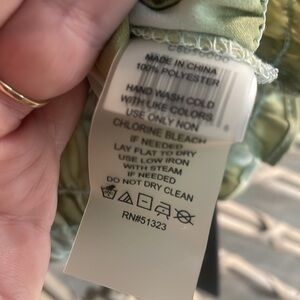 MADE IN CHINA
100% POLYESTER
HAND WASH COLD
WITH LIKE COLORS
USE ONLY NON
CHLORINE BLEACH
IF NEEDED
LAY FLAT TO DRY
USE LOW IRON
WITH STEAM
IF NEEDED
DO NOT DRY CLEAN
RN#51323